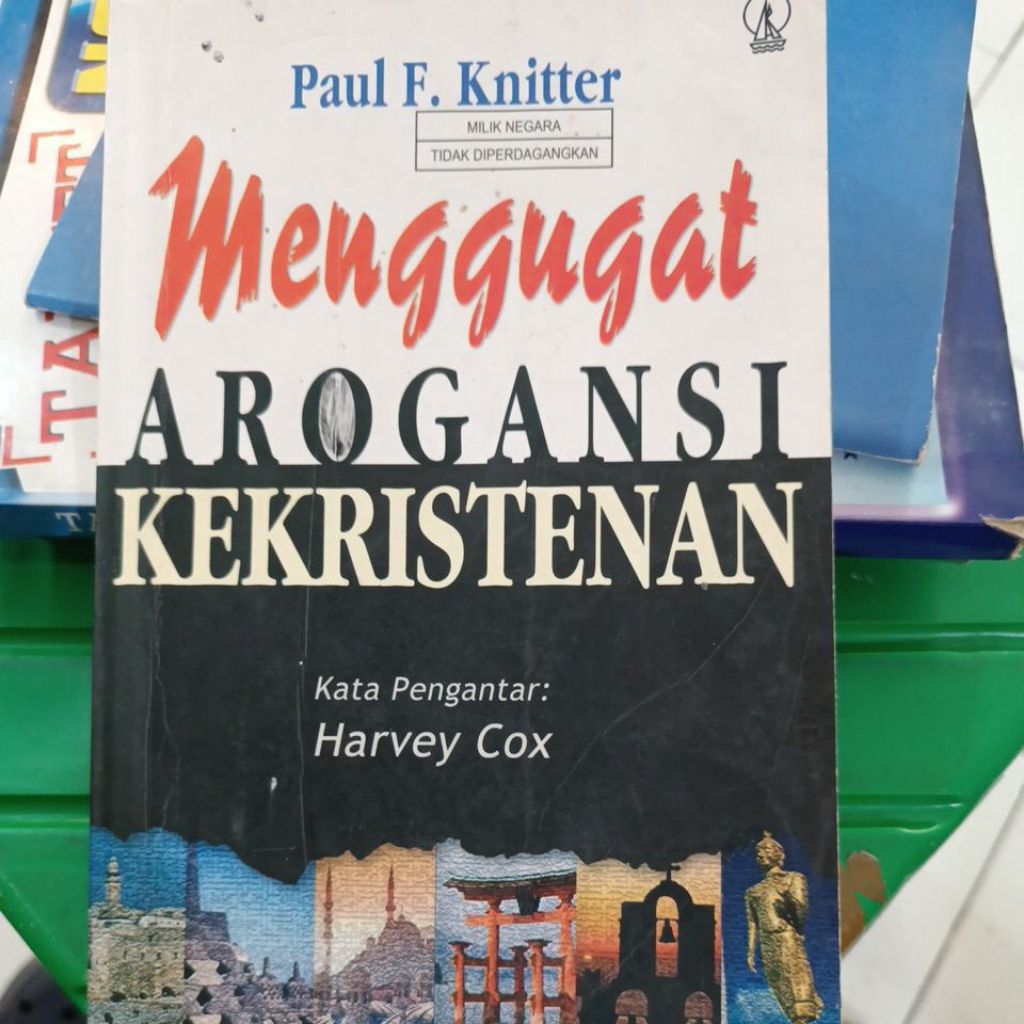 Paul F. Knitter
MILIK NEGARA
TIDAK DIPERDAGANGKAN
Menggugat
AROGANSI
KEKRISTENAN
Kata Pengantar:
Harvey Cox